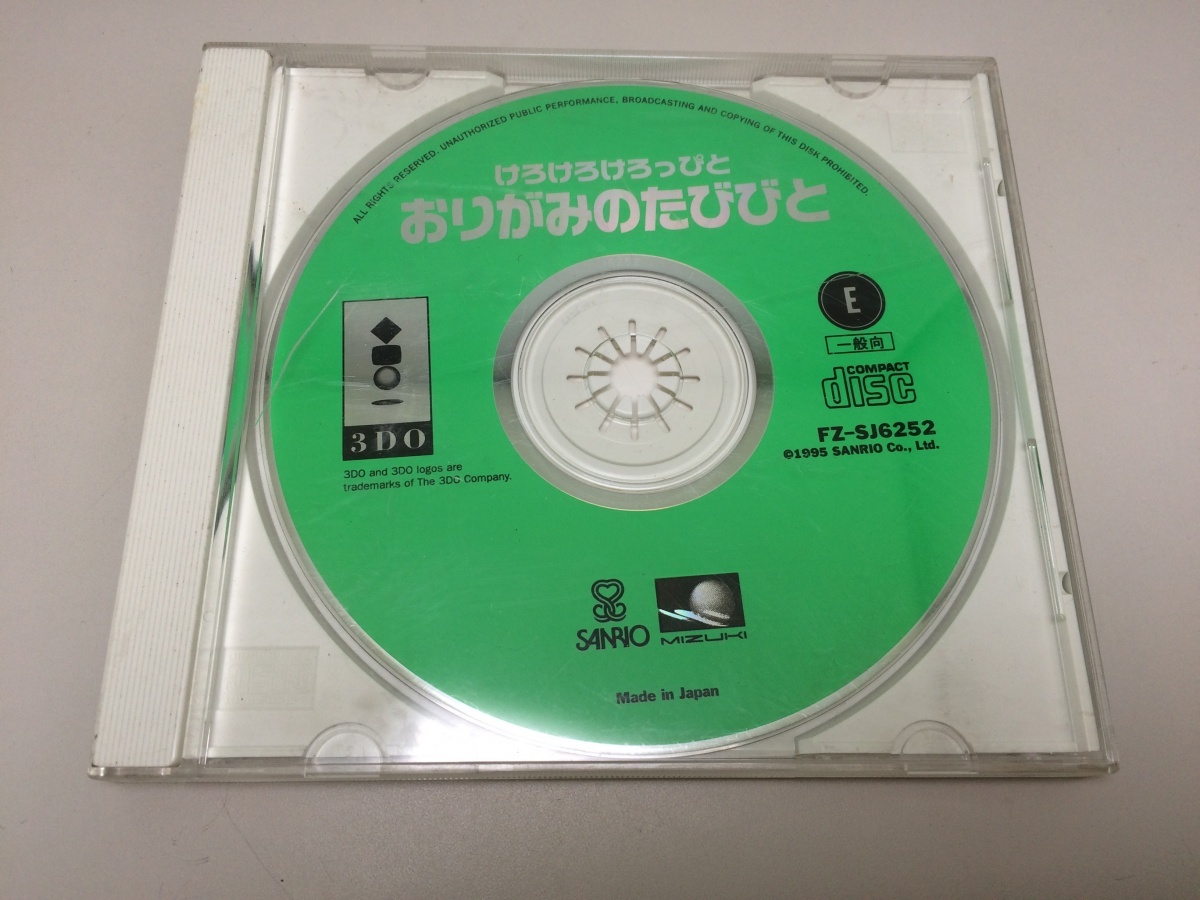 ALL RIGHTS RESERVED. UNAUTHORIZED PUBLIC PERFORMANCE, BROADCASTING AND COPYING OF THIS DISK PROHIBITED.
けろけろけろっぴと
おりがみのたびびと
3DO
3DO and 3DO logos are
trademarks of The 3DO Company.
E
一般向
COMPACT
disc
FZ-SJ6252
©1995 SANRIO Co., Ltd.
SANRIO
MIZUKI
Made in Japan